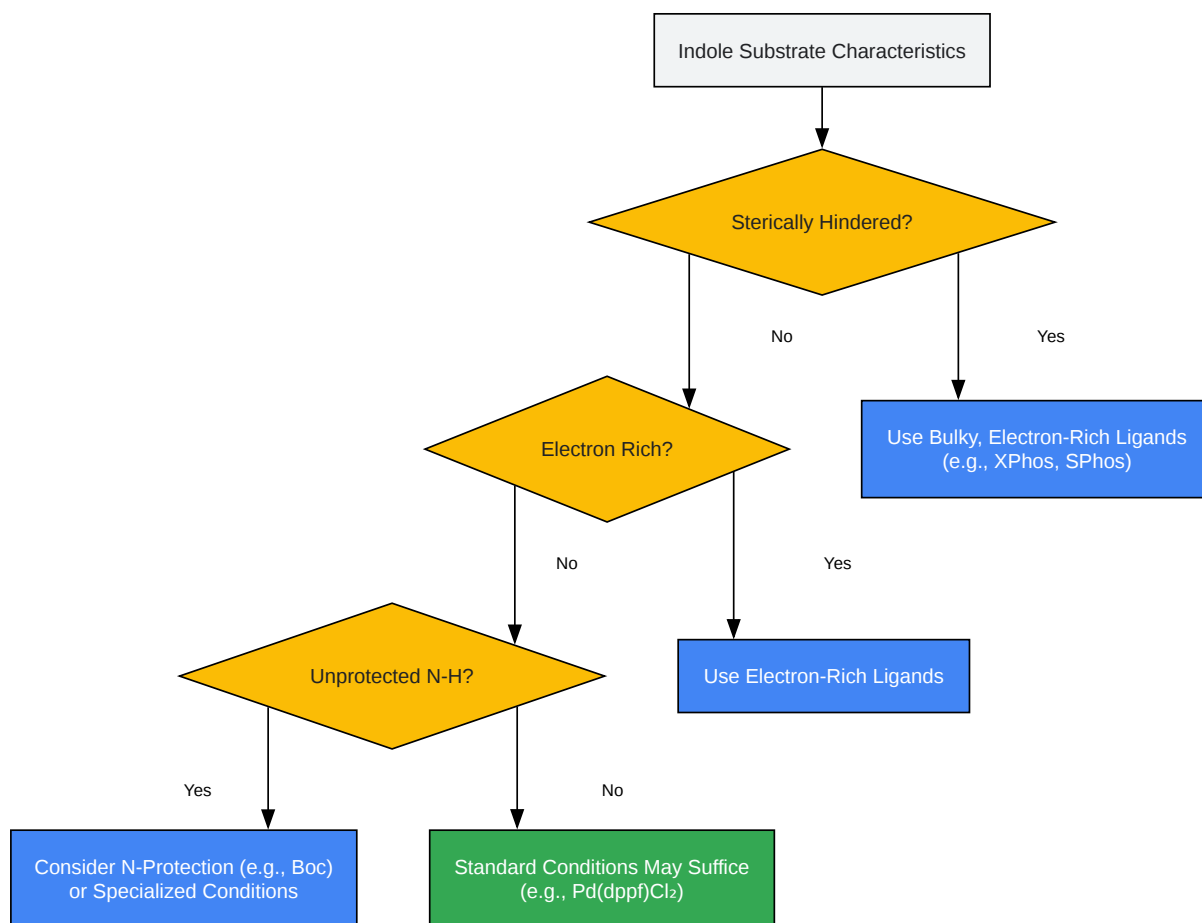 Indole Substrate Characteristics
Sterically Hindered?
No
Yes
Electron Rich?
Use Bulky, Electron-Rich Ligands
(e.g., XPhos, SPhos)
No
Yes
Unprotected N-H?
Use Electron-Rich Ligands
Yes
No
Consider N-Protection (e.g., Boc)
or Specialized Conditions
Standard Conditions May Suffice
(e.g., Pd(dppf)Cl₂)